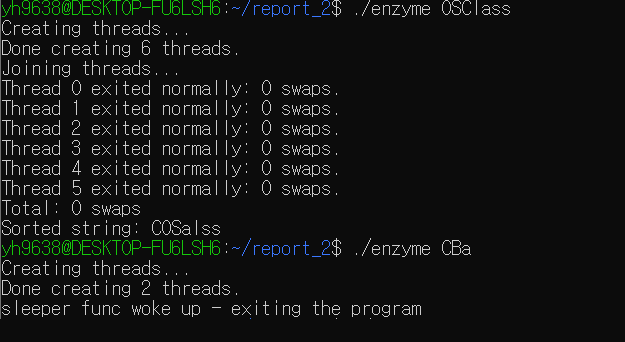 yh9638@DESKTOP-FU6LSH6:~/report_2$ ./enzyme OSClass
Creating threads...
Done creating 6 threads.
Joining threads...
Thread 0 exited normally: 0 swaps.
Thread 1 exited normally: 0 swaps.
Thread 2 exited normally: 0 swaps.
Thread 3 exited normally: 0 swaps.
Thread 4 exited normally: 0 swaps.
Thread 5 exited normally: 0 swaps.
Total: 0 swaps
Sorted string: COSalss
yh9638@DESKTOP-FU6LSH6:~/report_2$ ./enzyme CBa
Creating threads...
Done creating 2 threads.
sleeper func woke up - exiting the program